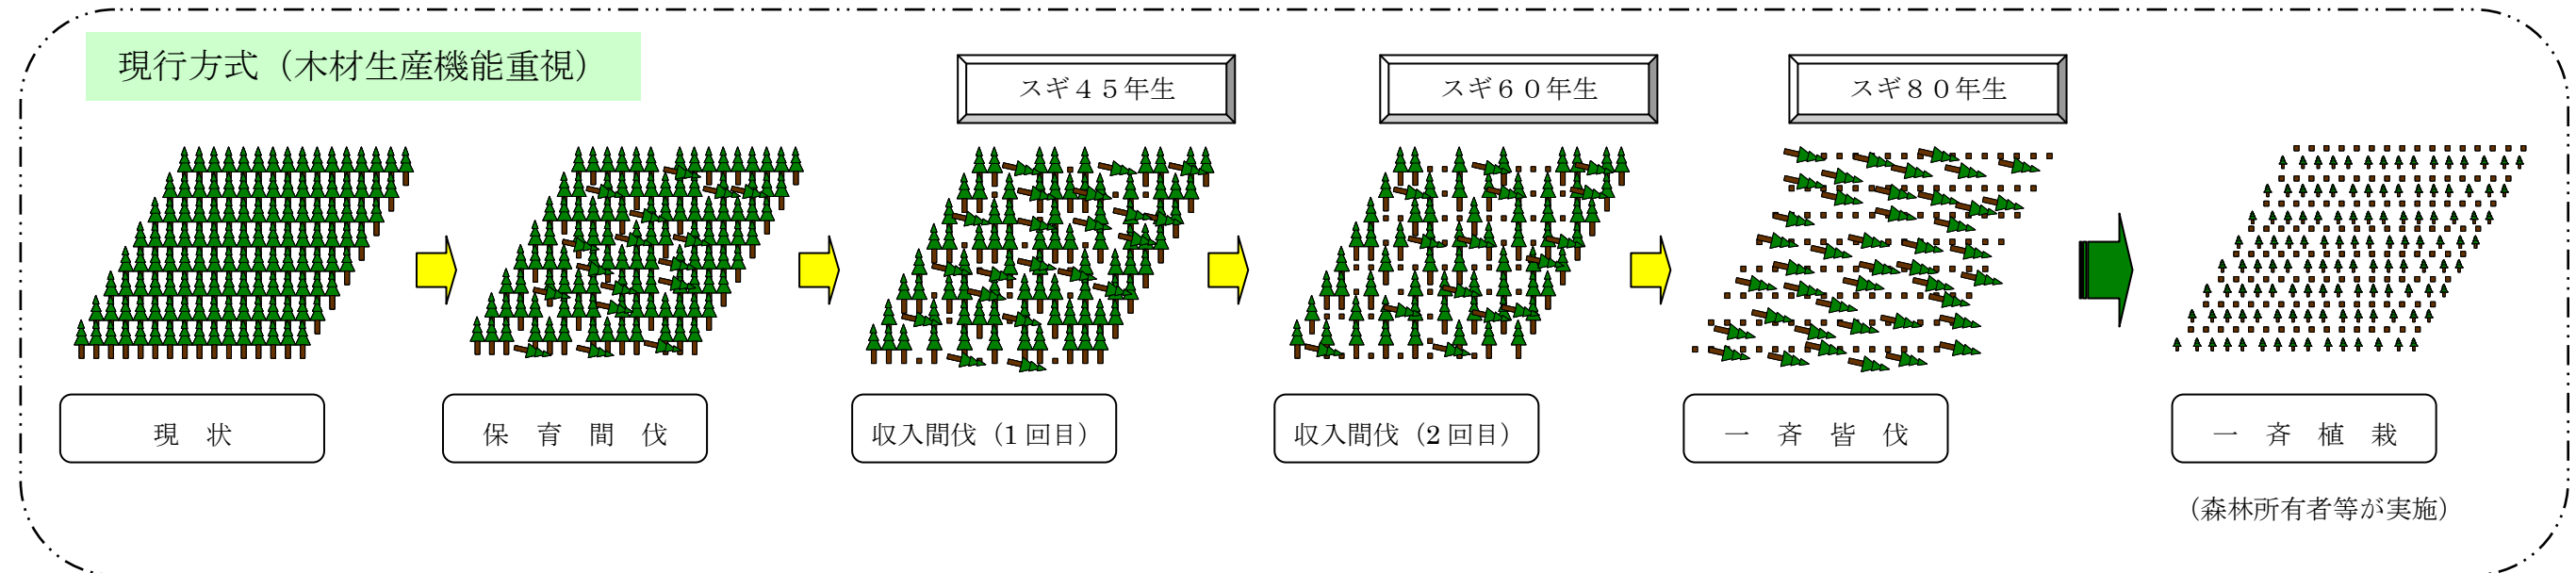 現行方式（木材生産機能重視）
スギ４５年生
スギ６０年生
スギ８０年生
現　状
保　育　間　伐
収入間伐（1 回目）
収入間伐（2 回目）
一　斉　皆　伐
一　斉　植　栽
（森林所有者等が実施）